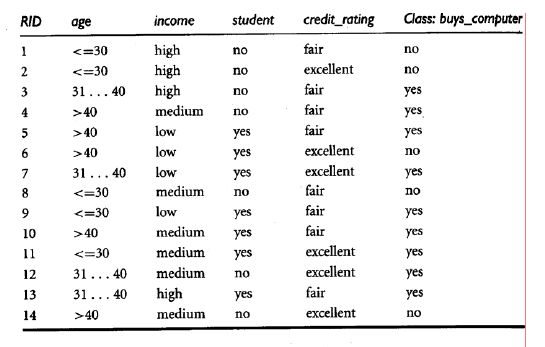 RID age income student credit_rating Class: buys_computer
1 <=30 high no fair no
2 <=30 high no excellent no
3 31 . . . 40 high no fair yes
4 >40 medium no fair yes
5 >40 low yes fair yes
6 >40 low yes excellent no
7 31 . . . 40 low yes excellent yes
8 <=30 medium no fair no
9 <=30 low yes fair yes
10 >40 medium yes fair yes
11 <=30 medium yes excellent yes
12 31 . . . 40 medium no excellent yes
13 31 . . . 40 high yes fair yes
14 >40 medium no excellent no